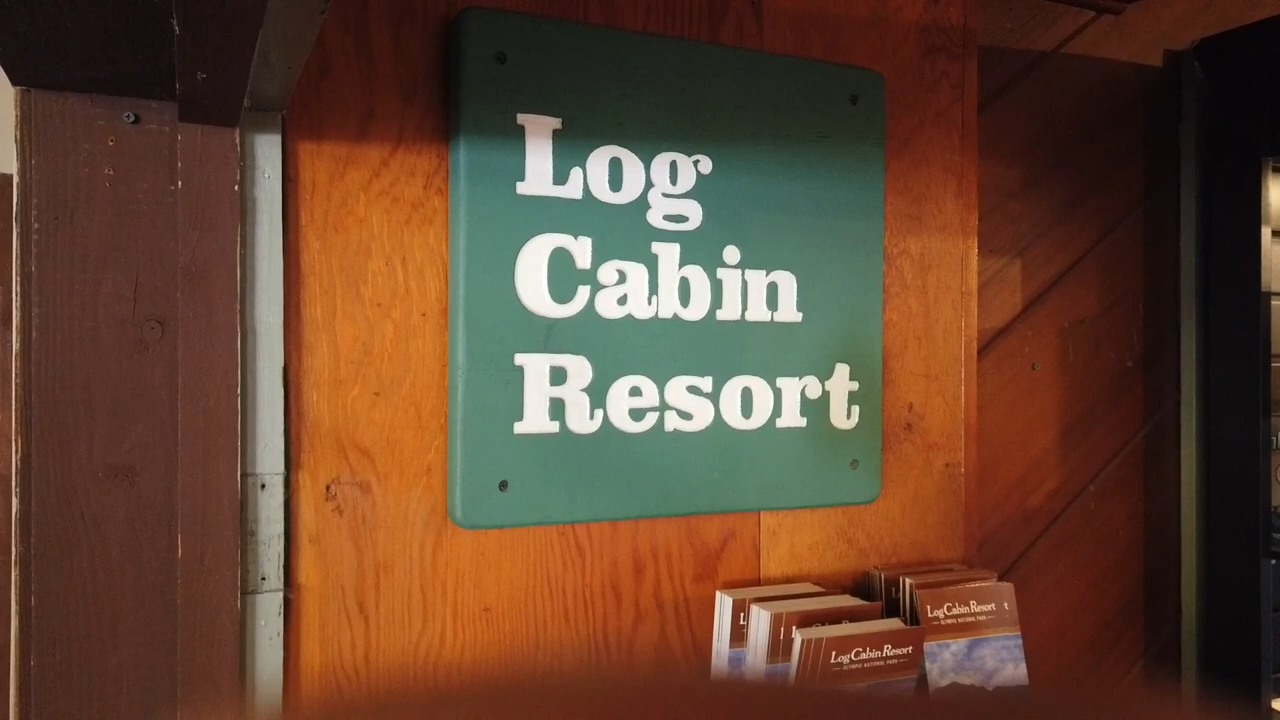 Log
Cabin
Resort
Log Cabin Resort
OLYMPIC NATIONAL PARK
Log Cabin Resort
OLYMPIC NATIONAL PARK